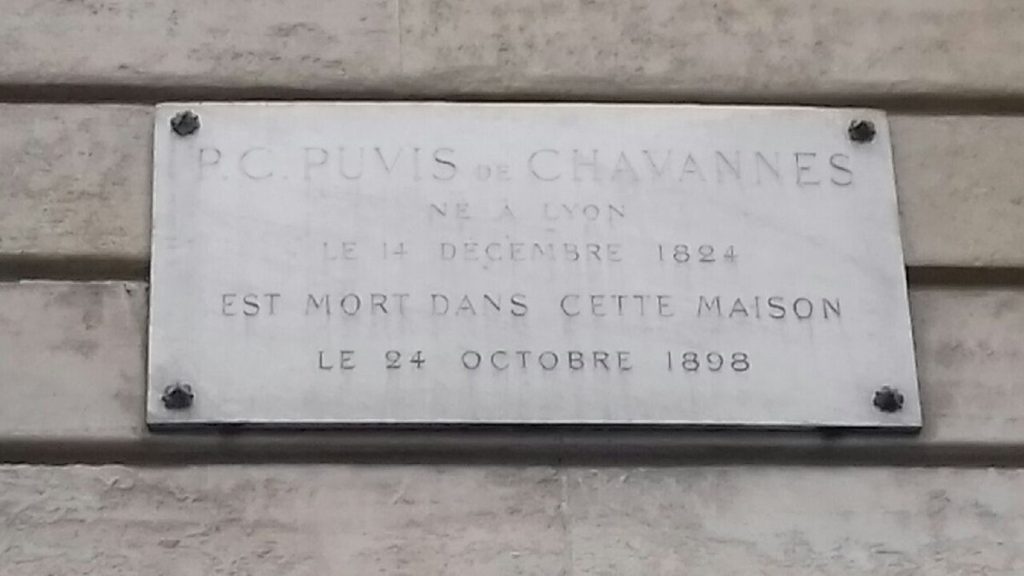 P.C. PUVIS DE CHAVANNES
NÉ À LYON
LE 14 DÉCEMBRE 1824
EST MORT DANS CETTE MAISON
LE 24 OCTOBRE 1898